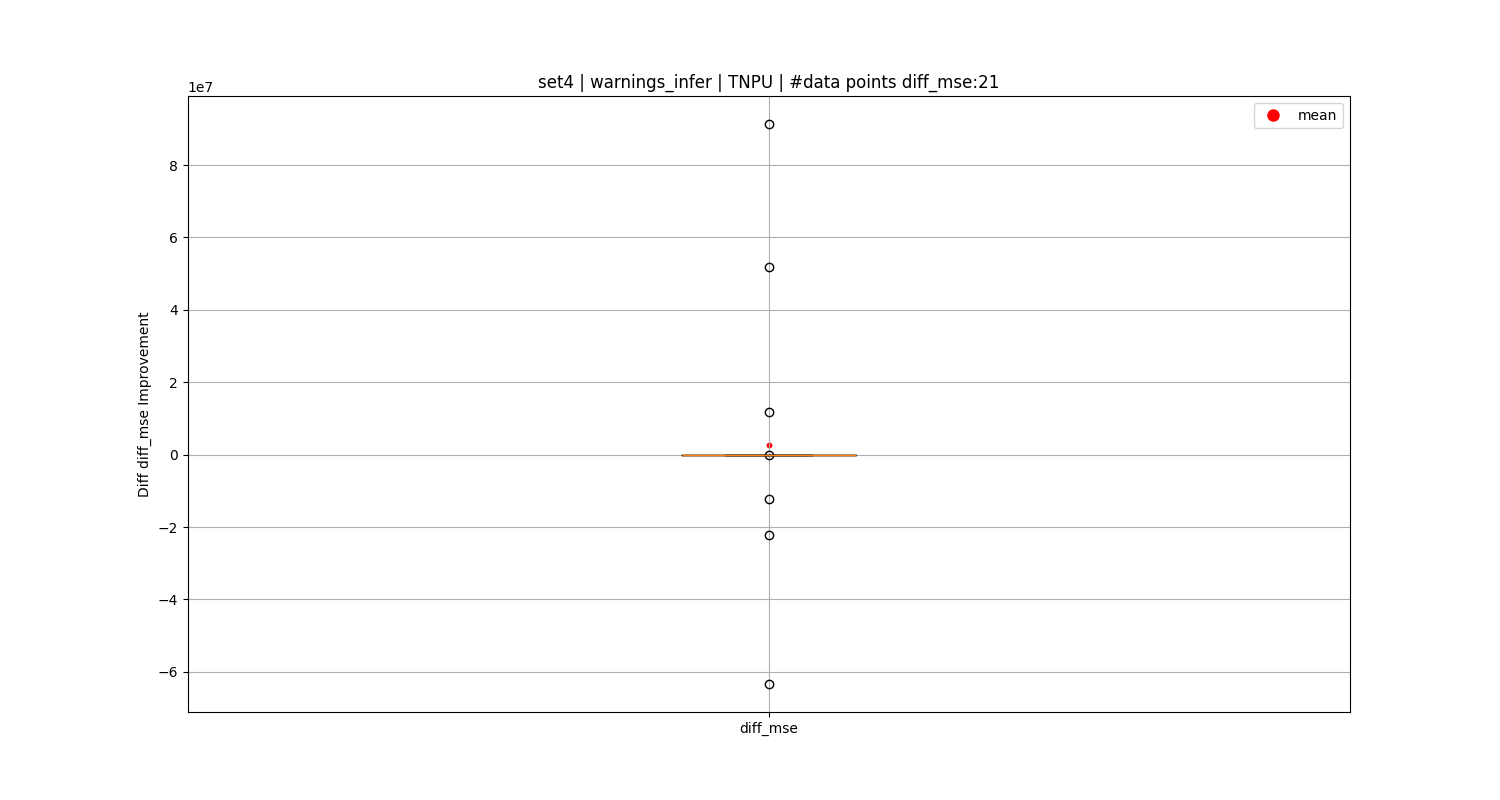 set4 | warnings_infer | TNPU | #data points diff_mse:21
1e7
mean
8
6
4
2
0
−2
−4
−6
Diff diff_mse Improvement
diff_mse